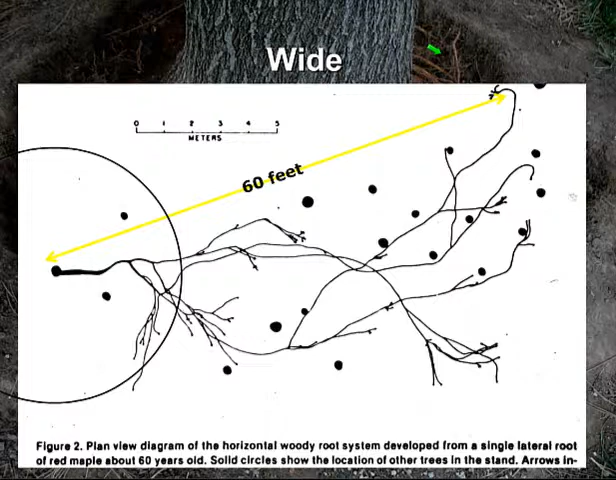 Wide
0 1 2 3 4 5
METERS
60 feet
Figure 2. Plan view diagram of the horizontal woody root system developed from a single lateral root
of red maple about 60 years old. Solid circles show the location of other trees in the stand. Arrows in-